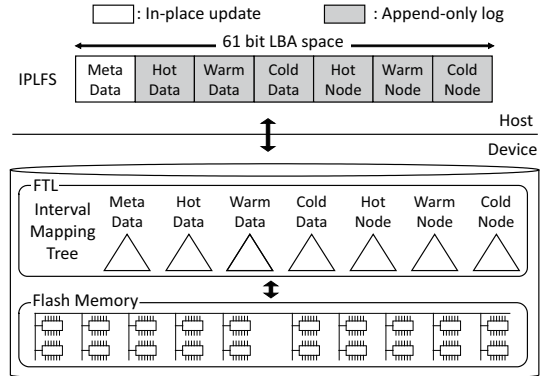 : In-place update : Append-only log
61 bit LBA space
IPLFS
Meta Data
Hot Data
Warm Data
Cold Data
Hot Node
Warm Node
Cold Node
Host
Device
FTL
Interval Mapping Tree
Meta Data
Hot Data
Warm Data
Cold Data
Hot Node
Warm Node
Cold Node
Flash Memory